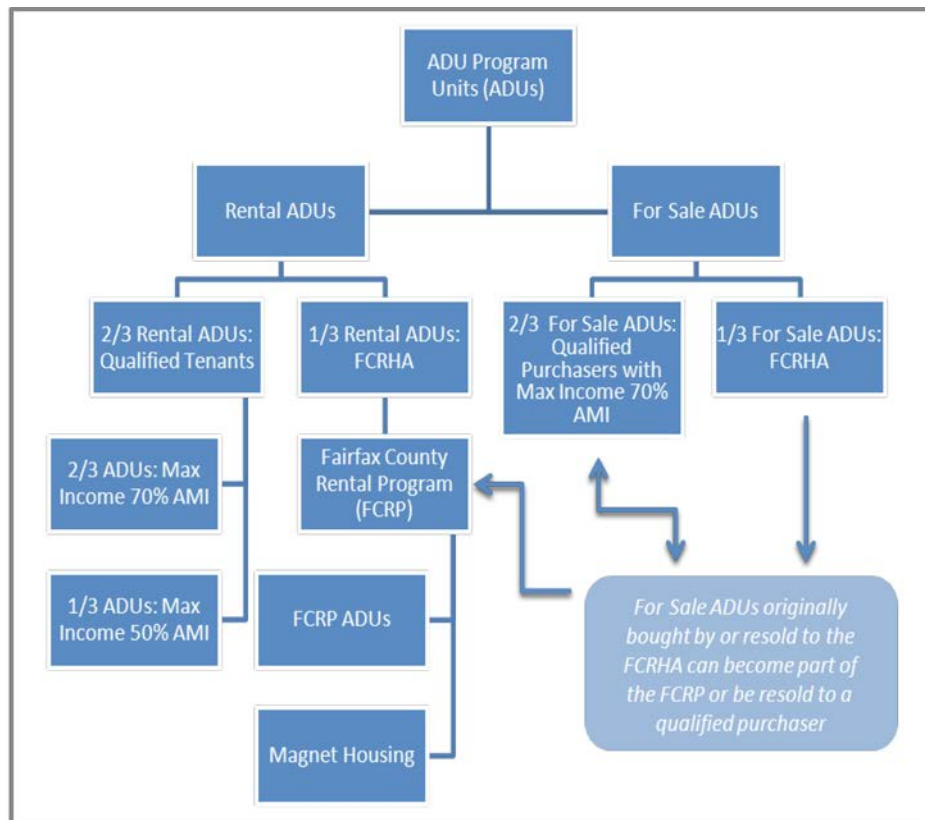 ADU Program
Units (ADUs)
Rental ADUs
For Sale ADUs
2/3 Rental ADUs:
Qualified Tenants
1/3 Rental ADUs:
FCRHA
2/3 For Sale ADUs:
Qualified
Purchasers with
Max Income 70%
AMI
1/3 For Sale ADUs:
FCRHA
2/3 ADUs: Max
Income 70% AMI
Fairfax County
Rental Program
(FCRP)
1/3 ADUs: Max
Income 50% AMI
FCRP ADUs
For Sale ADUs originally
bought by or resold to the
FCRHA can become part of
the FCRP or be resold to a
qualified purchaser
Magnet Housing